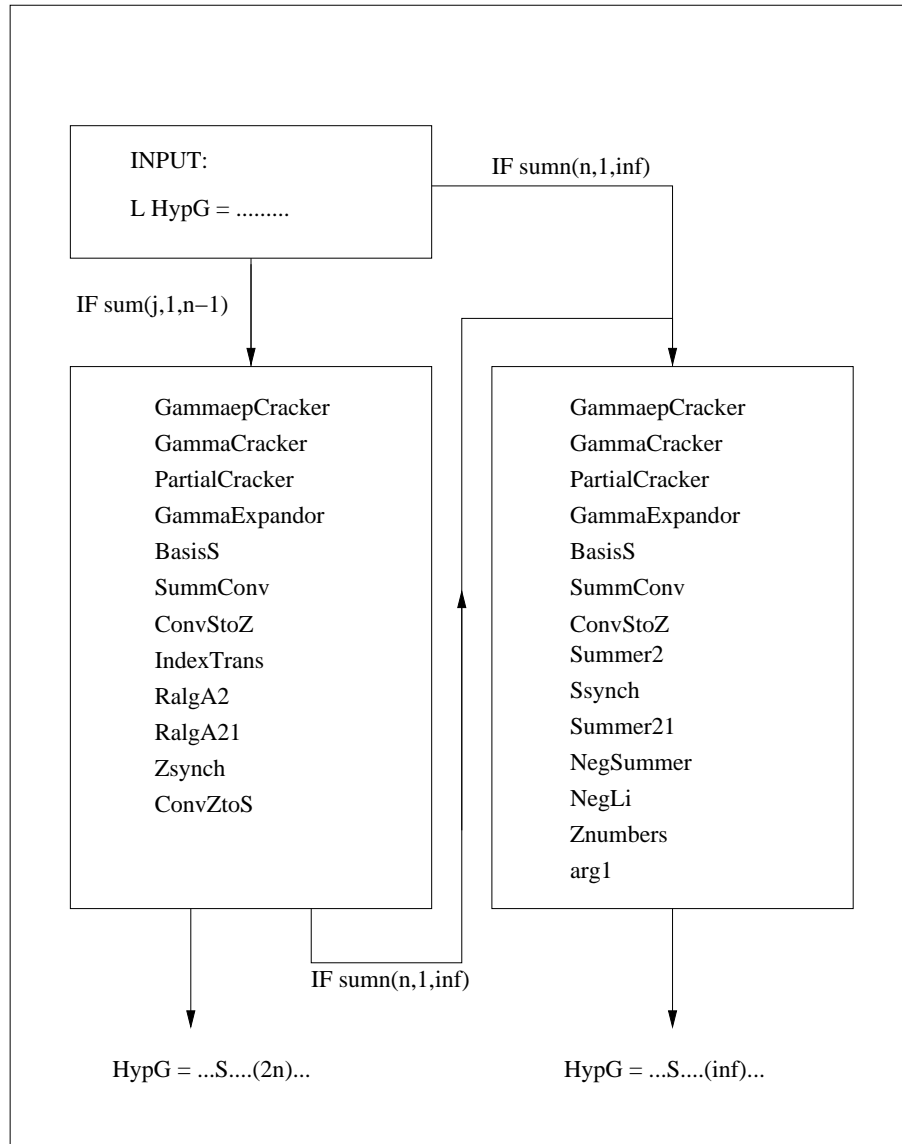 INPUT:
L HypG = .........
IF sumn(n,1,inf)
IF sum(j,1,n−1)
GammaepCracker
GammaCracker
PartialCracker
GammaExpandor
BasisS
SummConv
ConvStoZ
IndexTrans
RalgA2
RalgA21
Zsynch
ConvZtoS
GammaepCracker
GammaCracker
PartialCracker
GammaExpandor
BasisS
SummConv
ConvStoZ
Summer2
Ssynch
Summer21
NegSummer
NegLi
Znumbers
arg1
IF sumn(n,1,inf)
HypG = ...S....(2n)...
HypG = ...S....(inf)...